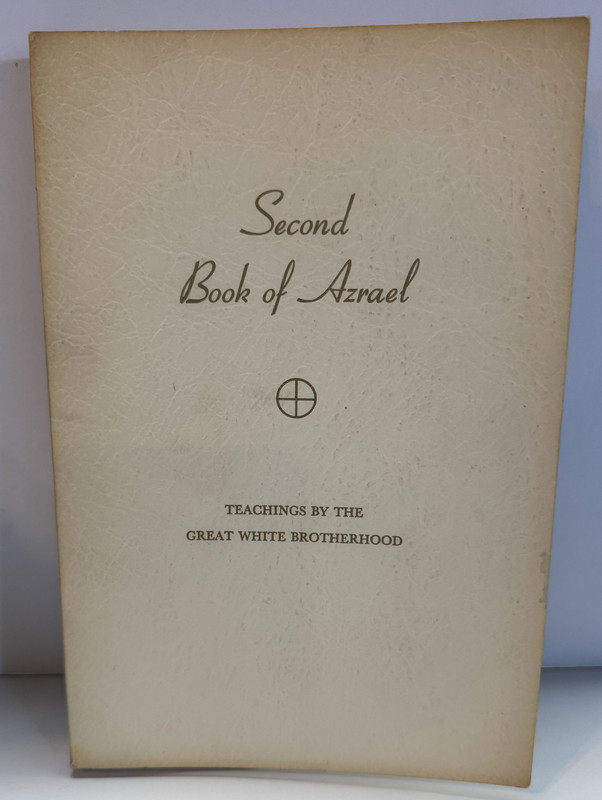 Second
Book of Azrael
TEACHINGS BY THE
GREAT WHITE BROTHERHOOD